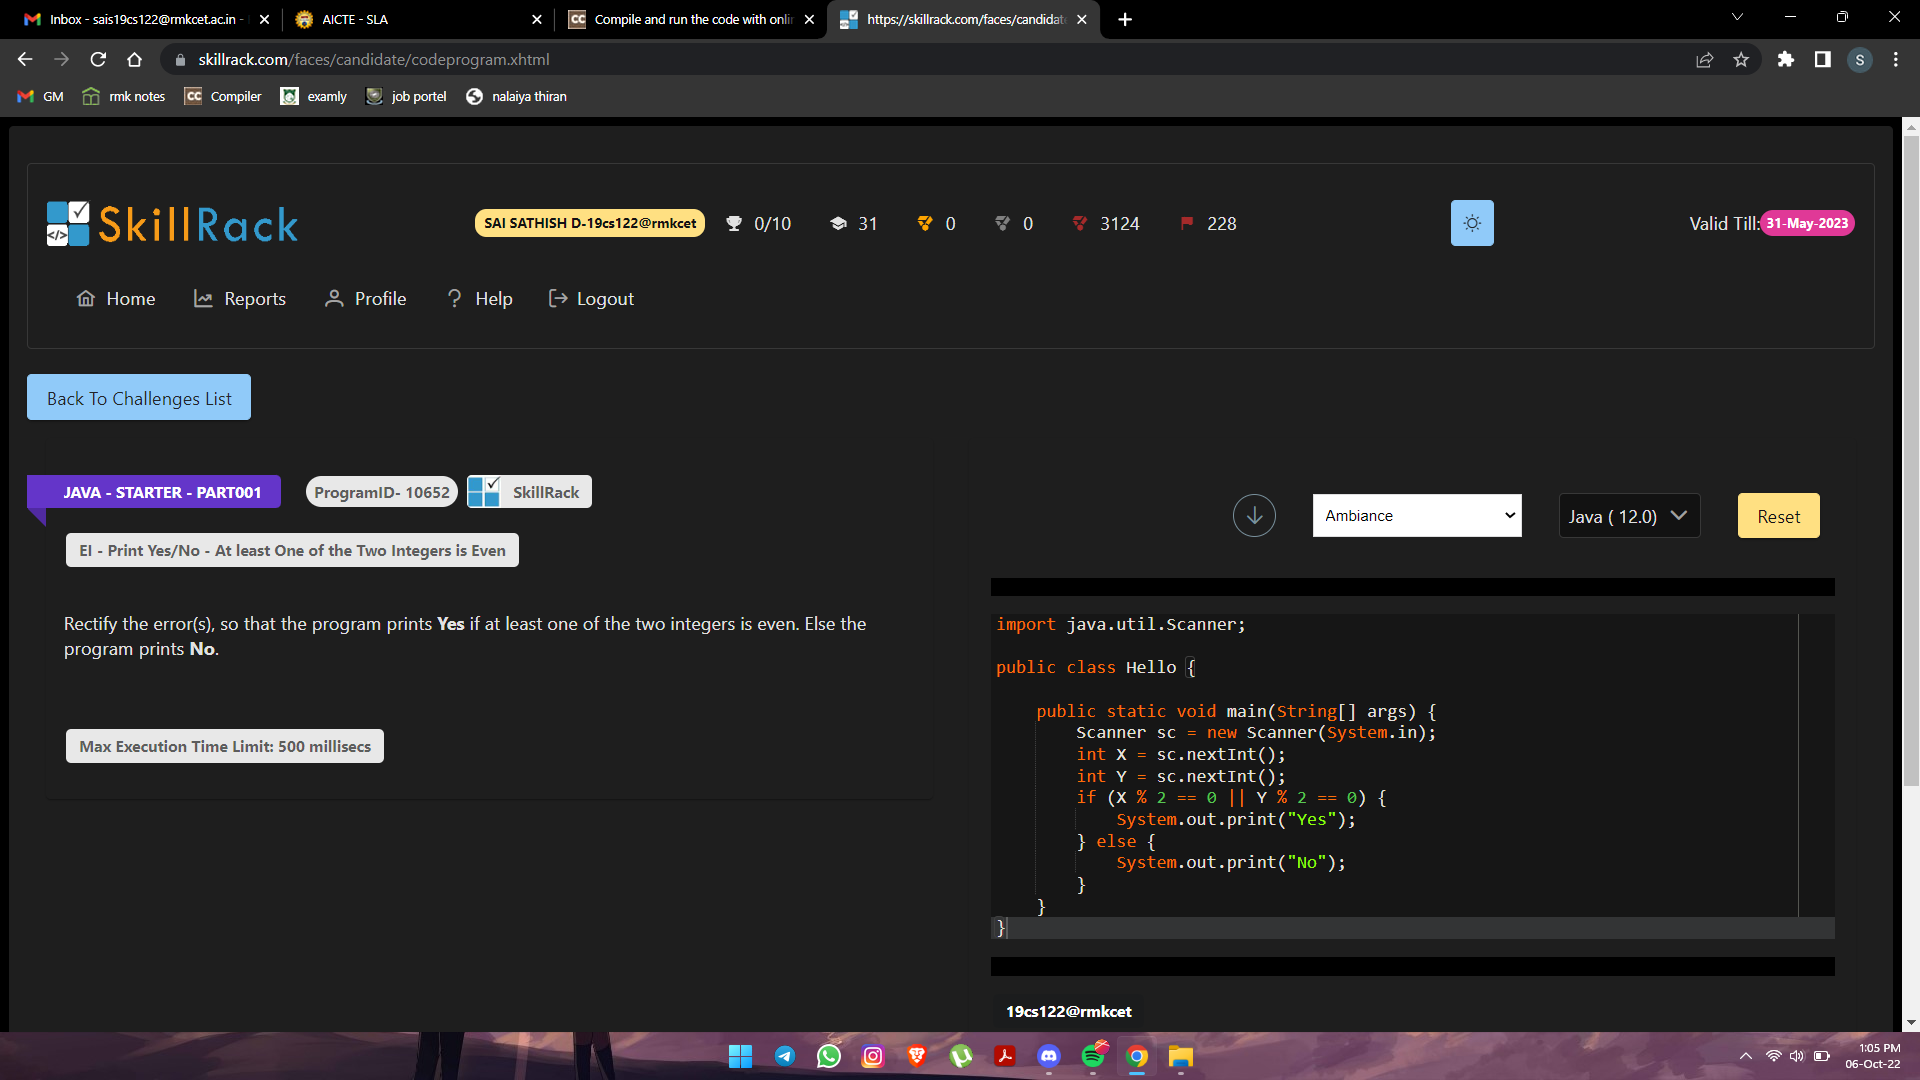 Inbox - sais19cs122@rmkcet.ac.in -
AICTE - SLA
CC Compile and run the code with onli
https://skillrack.com/faces/candidat
skillrack.com/faces/candidate/codeprogram.xhtml
S
GM
rmk notes
CC Compiler
examly
job portel
nalaiya thiran
SkillRack
SAI SATHISH D-19cs122@rmkcet
0/10
31
0
0
3124
228
Valid Till: 31-May-2023
Home
Reports
Profile
? Help
Logout
Back To Challenges List
JAVA - STARTER - PART001
ProgramID- 10652
SkillRack
Ambiance
Java ( 12.0)
Reset
EI - Print Yes/No - At least One of the Two Integers is Even
Rectify the error(s), so that the program prints Yes if at least one of the two integers is even. Else the
program prints No.
Max Execution Time Limit: 500 millisecs
import java.util.Scanner;
public class Hello {
public static void main(String[] args) {
Scanner sc = new Scanner(System.in);
int X = sc.nextInt();
int Y = sc.nextInt();
if (X % 2 == 0 || Y % 2 == 0) {
System.out.print("Yes");
} else {
System.out.print("No");
}
}
}
19cs122@rmkcet
1:05 PM
06-Oct-22